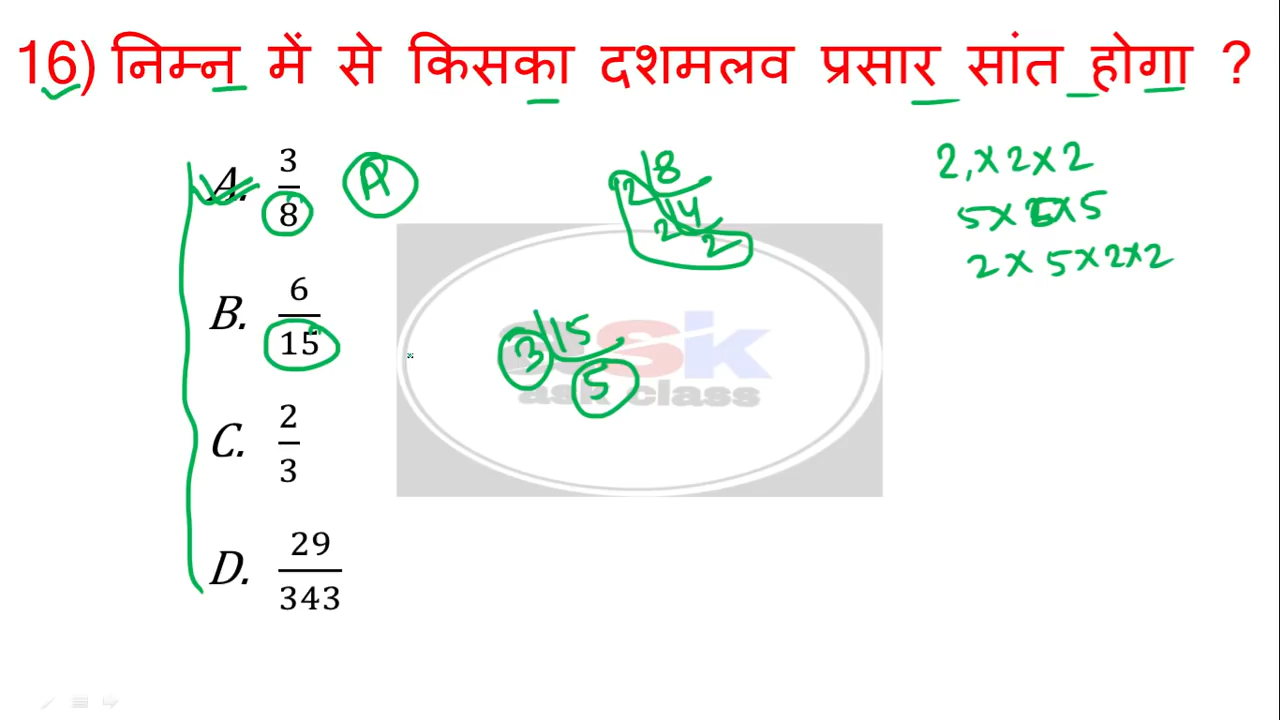 16) निम्न में से किसका दशमलव प्रसार सांत होगा ?
A. 3/8
A
B. 6/15
C. 2/3
D. 29/343
2 | 8
2 | 4
2
3 | 15
5
2 × 2 × 2
5 × 5 × 5
2 × 5 × 2 × 2
ask class